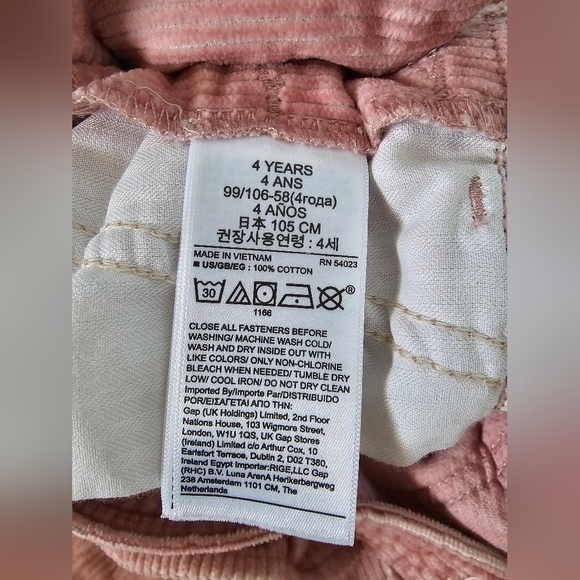 4 YEARS
4 ANS
99/106-58(4года)
4 AÑOS
日本 105 CM
권장사용연령 : 4세
MADE IN VIETNAM RN 54023
■ US/GB/EG : 100% COTTON
30 ®
1166
CLOSE ALL FASTENERS BEFORE
WASHING/ MACHINE WASH COLD/
WASH AND DRY INSIDE OUT WITH
LIKE COLORS/ ONLY NON-CHLORINE
BLEACH WHEN NEEDED/ TUMBLE DRY
LOW/ COOL IRON/ DO NOT DRY CLEAN
Imported By/Importe Par/DISTRIBUIDO
POR/ΕΙΣΑΓΕΤΑΙ ΑΠΟ ΤΗΝ:
Gap (UK Holdings) Limited, 2nd Floor
Nations House, 103 Wigmore Street,
London, W1U 1QS, UK Gap Stores
(Ireland) Limited c/o Arthur Cox, 10
Earlsfort Terrace, Dublin 2, D02 T380,
Ireland Egypt Importer:RIGE,LLC Gap
(RHC) B.V. Luna ArenA Herikerbergweg
238 Amsterdam 1101 CM, The
Netherlands